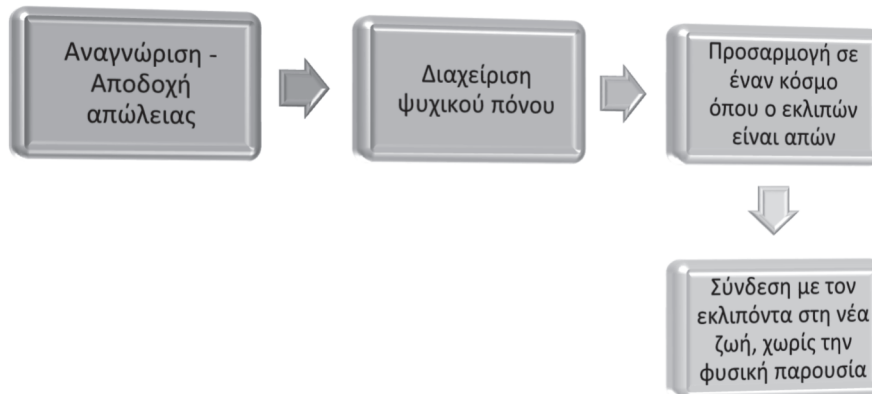 Αναγνώριση -
Αποδοχή
απώλειας
Διαχείριση
ψυχικού πόνου
Προσαρμογή σε
έναν κόσμο
όπου ο εκλιπών
είναι απών
Σύνδεση με τον
εκλιπόντα στη νέα
ζωή, χωρίς την
φυσική παρουσία